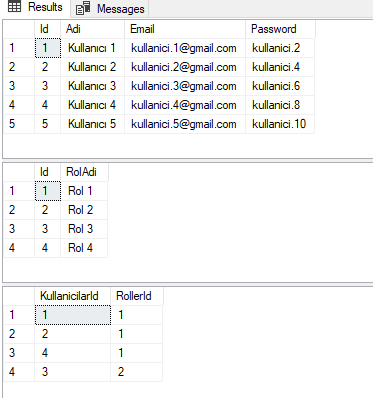 Results Messages
Id Adi Email Password
1 1 Kullanıcı 1 kullanici.1@gmail.com kullanici.2
2 2 Kullanıcı 2 kullanici.2@gmail.com kullanici.4
3 3 Kullanıcı 3 kullanici.3@gmail.com kullanici.6
4 4 Kullanıcı 4 kullanici.4@gmail.com kullanici.8
5 5 Kullanıcı 5 kullanici.5@gmail.com kullanici.10
Id RolAdi
1 1 Rol 1
2 2 Rol 2
3 3 Rol 3
4 4 Rol 4
KullanicilarId RollerId
1 1 1
2 2 1
3 4 1
4 3 2